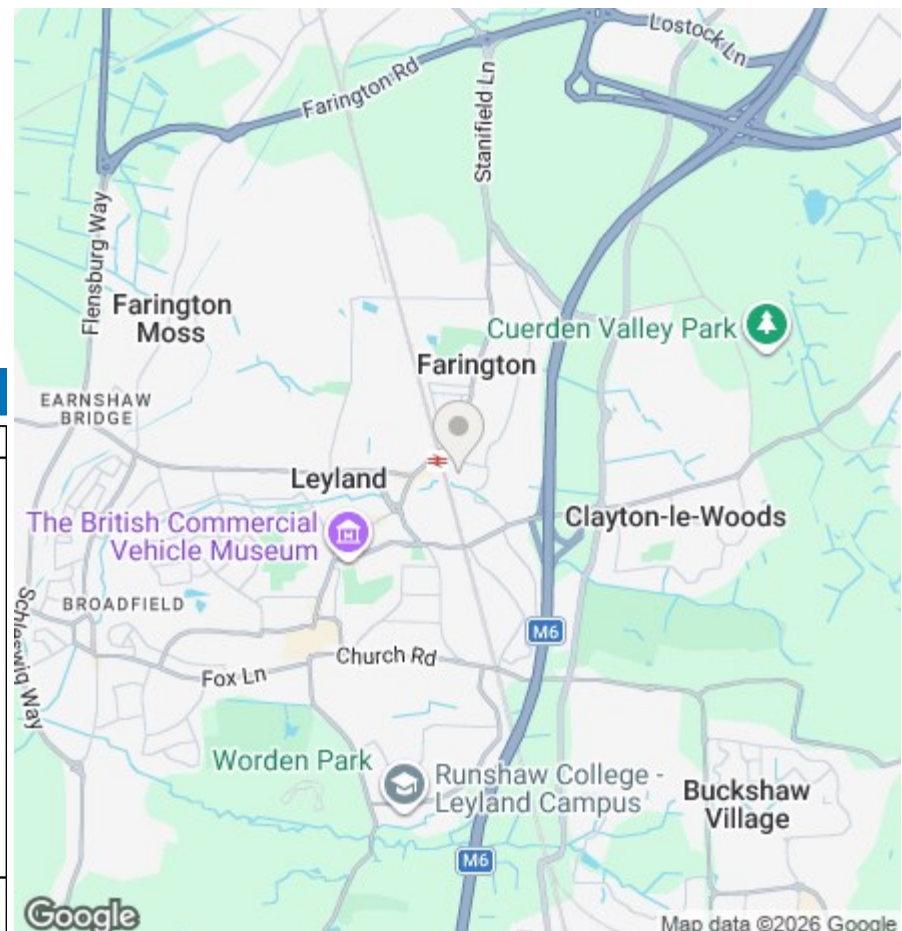 Lostock Ln
Farington Rd
Stanifield Ln
Flensburg Way
Farington
Moss
Cuerden Valley Park
Farington
EARNSHAW
BRIDGE
Leyland
The British Commercial
Vehicle Museum
Clayton-le-Woods
BROADFIELD
Schleswig Way
M6
Church Rd
Fox Ln
Worden Park
Runshaw College -
Leyland Campus
Buckshaw
Village
M6
Google
Map data ©2026 Google